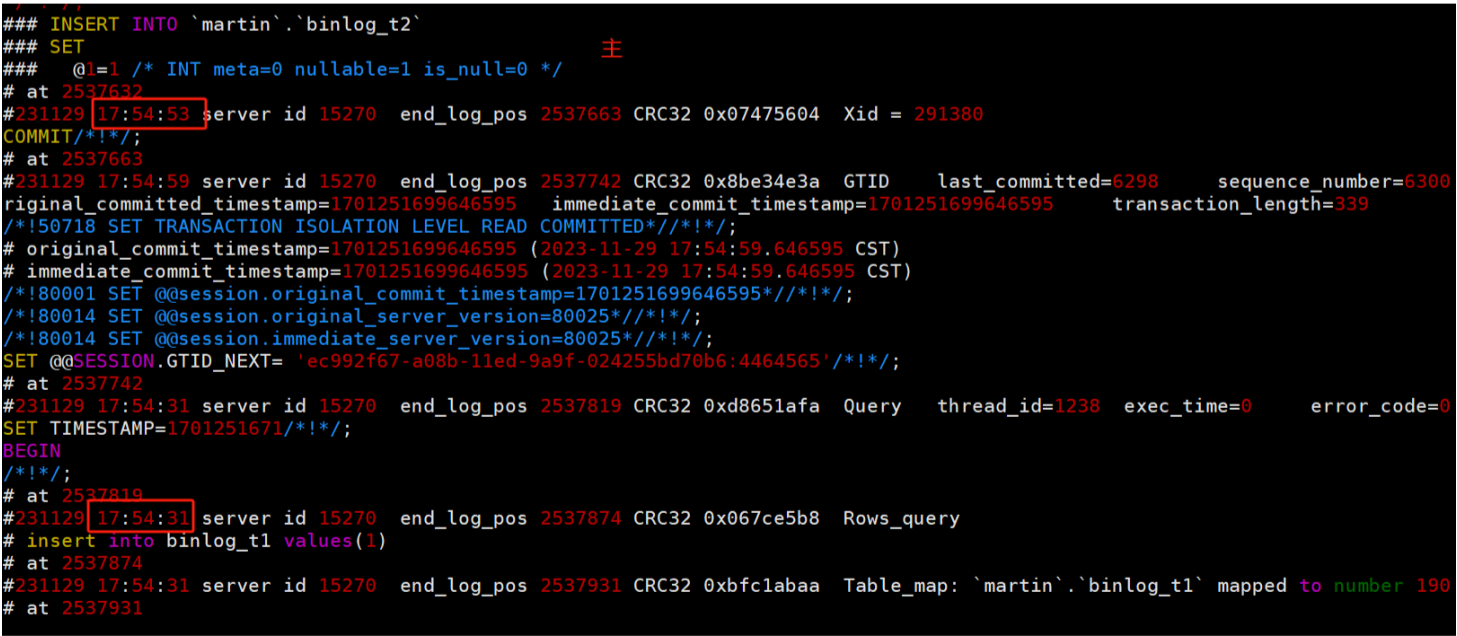 ### INSERT INTO `martin`.`binlog_t2`
### SET
主
###   @1=1 /* INT meta=0 nullable=1 is_null=0 */
# at 2537632
#231129 17:54:53 server id 15270  end_log_pos 2537663 CRC32 0x07475604  Xid = 291380
COMMIT/*!*/;
# at 2537663
#231129 17:54:59 server id 15270  end_log_pos 2537742 CRC32 0x8be34e3a  GTID    last_committed=6298     sequence_number=6300
riginal_committed_timestamp=1701251699646595   immediate_commit_timestamp=1701251699646595     transaction_length=339
/*!50718 SET TRANSACTION ISOLATION LEVEL READ COMMITTED*//*!*/;
# original_commit_timestamp=1701251699646595 (2023-11-29 17:54:59.646595 CST)
# immediate_commit_timestamp=1701251699646595 (2023-11-29 17:54:59.646595 CST)
/*!80001 SET @@session.original_commit_timestamp=1701251699646595*//*!*/;
/*!80014 SET @@session.original_server_version=80025*//*!*/;
/*!80014 SET @@session.immediate_server_version=80025*//*!*/;
SET @@SESSION.GTID_NEXT= 'ec992f67-a08b-11ed-9a9f-024255bd70b6:4464565'/*!*/;
# at 2537742
#231129 17:54:31 server id 15270  end_log_pos 2537819 CRC32 0xd8651afa  Query   thread_id=1238  exec_time=0     error_code=0
SET TIMESTAMP=1701251671/*!*/;
BEGIN
/*!*/;
# at 2537819
#231129 17:54:31 server id 15270  end_log_pos 2537874 CRC32 0x067ce5b8  Rows_query
# insert into binlog_t1 values(1)
# at 2537874
#231129 17:54:31 server id 15270  end_log_pos 2537931 CRC32 0xbfc1abaa  Table_map: `martin`.`binlog_t1` mapped to number 190
# at 2537931